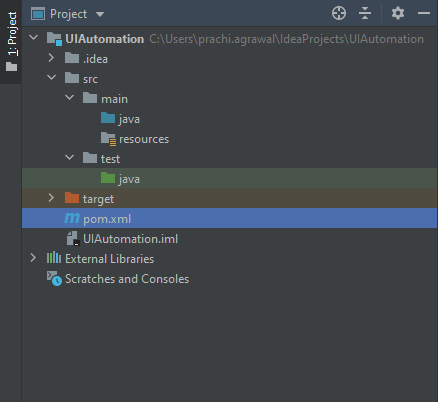 1: Project
Project
UIAutomation C:\Users\prachi.agrawal\IdeaProjects\UIAutomation
.idea
src
main
java
resources
test
java
target
m pom.xml
UIAutomation.iml
External Libraries
Scratches and Consoles